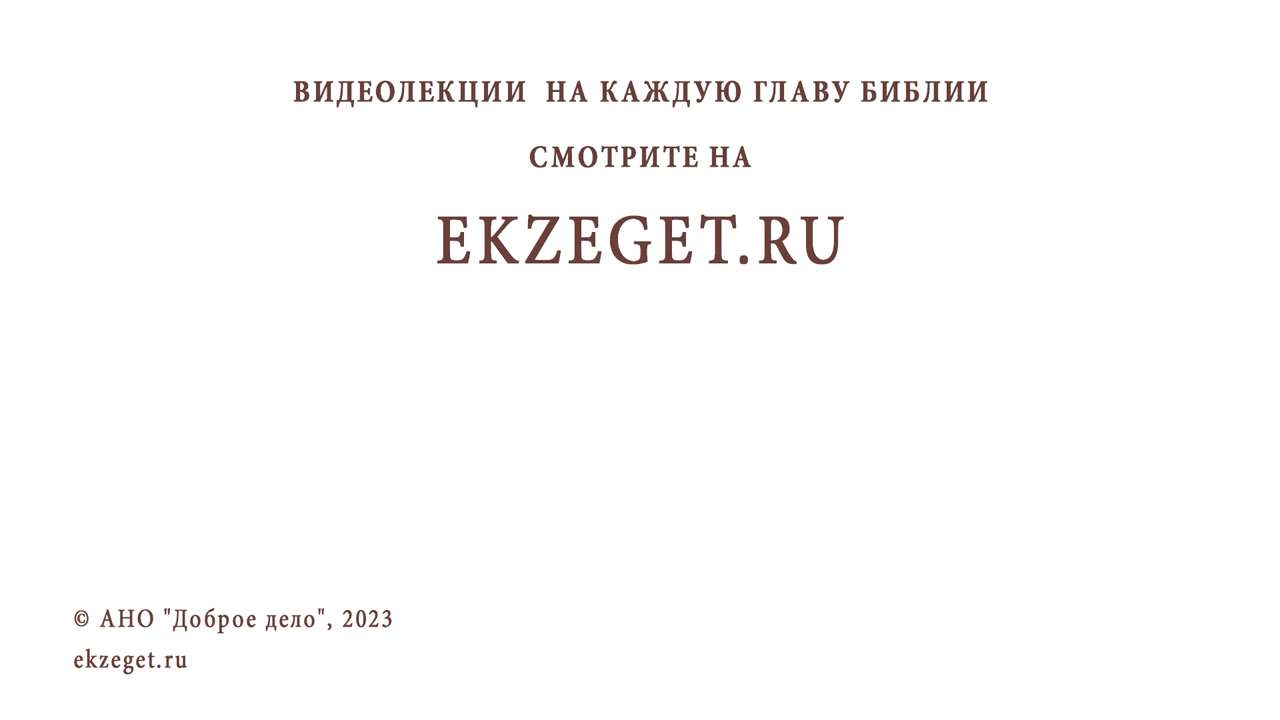 ВИДЕОЛЕКЦИИ НА КАЖДУЮ ГЛАВУ БИБЛИИ
СМОТРИТЕ НА
EKZEGET.RU
© АНО "Доброе дело", 2023
ekzeget.ru